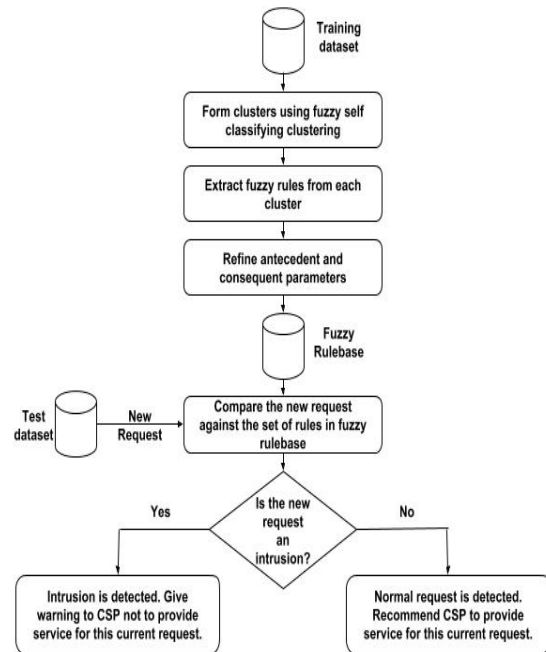 Training
dataset
Form clusters using fuzzy self
classifying clustering
Extract fuzzy rules from each
cluster
Refine antecedent and
consequent parameters
Fuzzy
Rulebase
Test
dataset
New
Request
Compare the new request
against the set of rules in fuzzy
rulebase
Is the new
request
an
intrusion?
Yes
No
Intrusion is detected. Give
warning to CSP not to provide
service for this current request.
Normal request is detected.
Recommend CSP to provide
service for this current request.